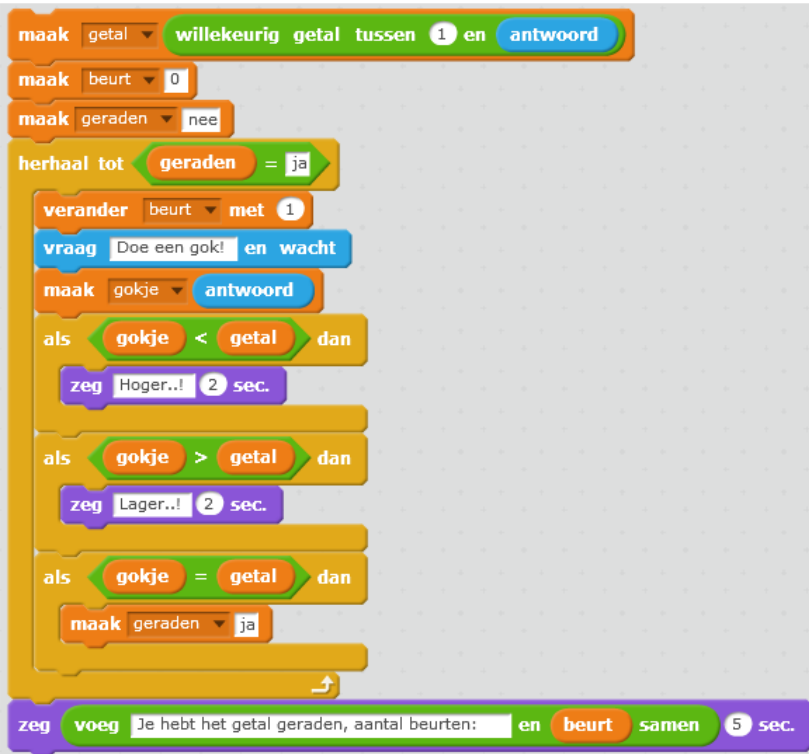 maak getal willekeurig getal tussen 1 en antwoord
maak beurt 0
maak geraden nee
herhaal tot geraden = ja
verander beurt met 1
vraag Doe een gok! en wacht
maak gokje antwoord
als gokje < getal dan
zeg Hoger..! 2 sec.
als gokje > getal dan
zeg Lager..! 2 sec.
als gokje = getal dan
maak geraden ja
zeg voeg Je hebt het getal geraden, aantal beurten: en beurt samen 5 sec.